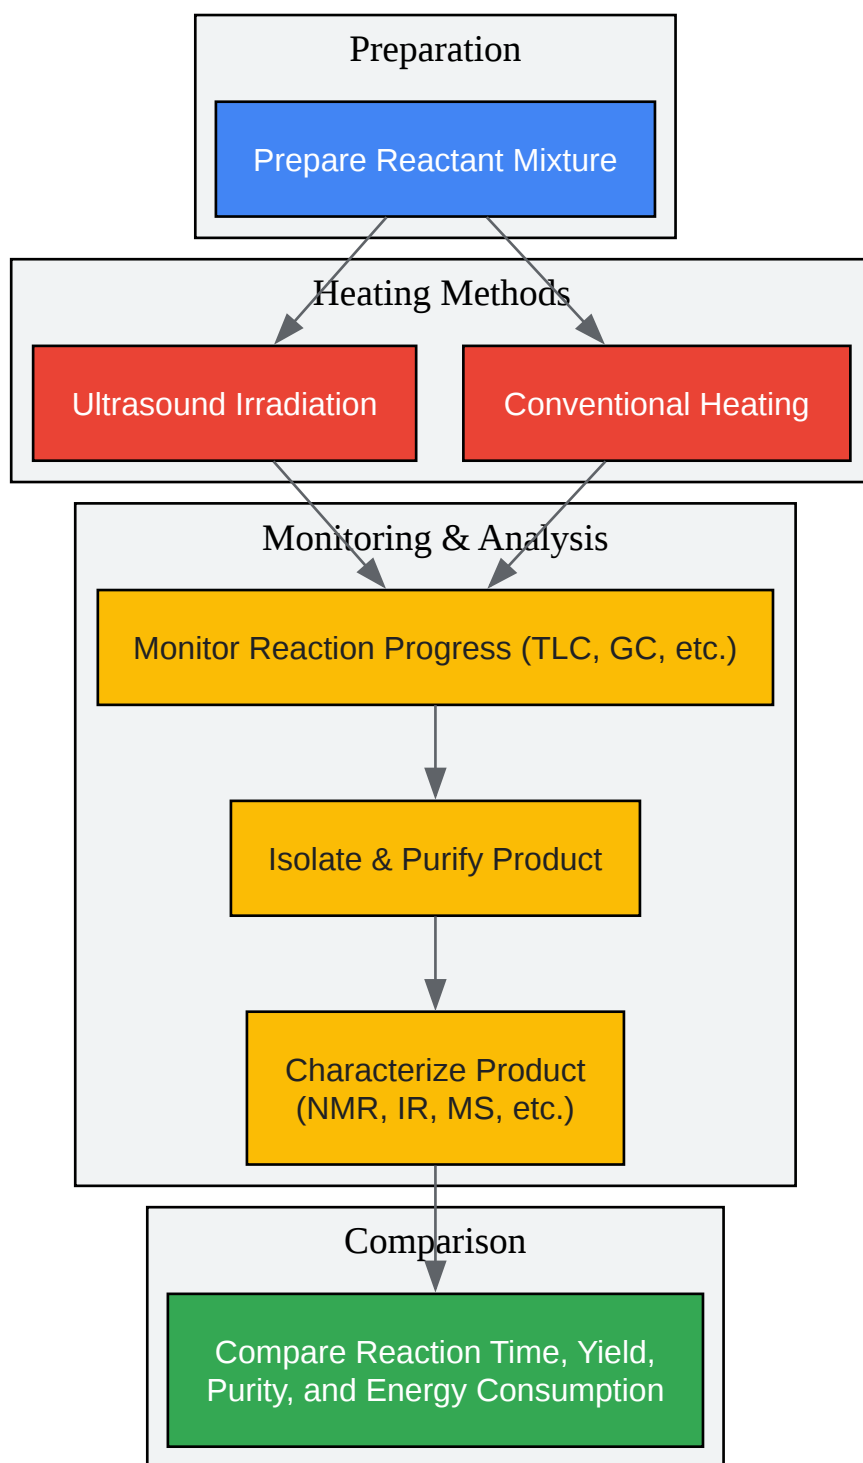 Preparation
Prepare Reactant Mixture
Heating Methods
Ultrasound Irradiation
Conventional Heating
Monitoring & Analysis
Monitor Reaction Progress (TLC, GC, etc.)
Isolate & Purify Product
Characterize Product
(NMR, IR, MS, etc.)
Comparison
Compare Reaction Time, Yield,
Purity, and Energy Consumption